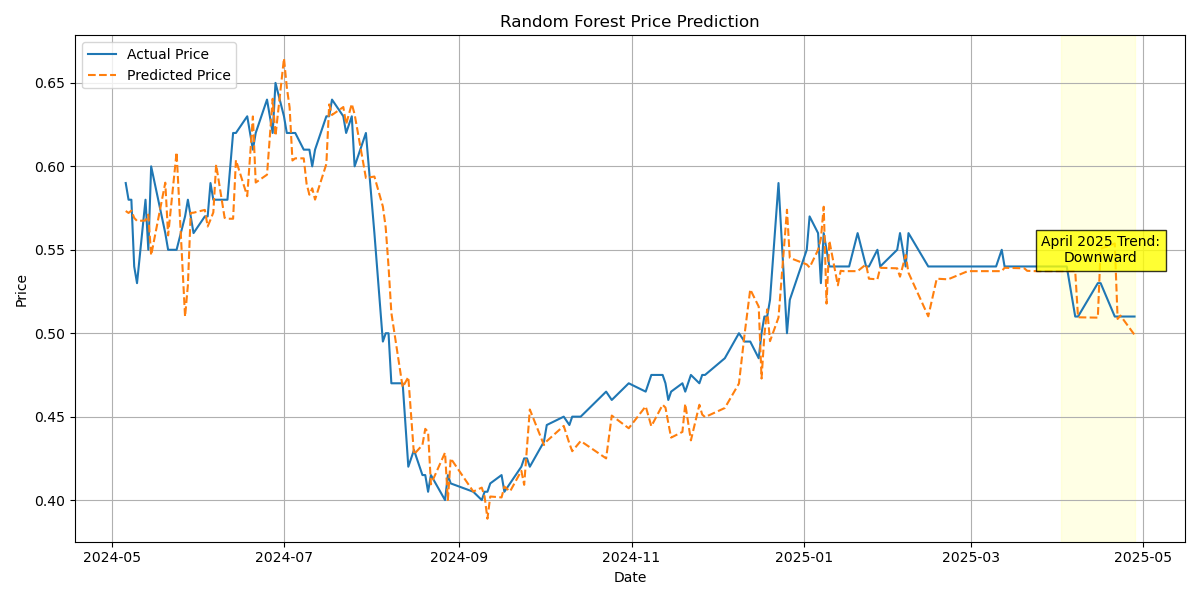 Random Forest Price Prediction
Actual Price
Predicted Price
Price
0.65
0.60
0.55
0.50
0.45
0.40
April 2025 Trend:
Downward
2024-05
2024-07
2024-09
2024-11
2025-01
2025-03
2025-05
Date